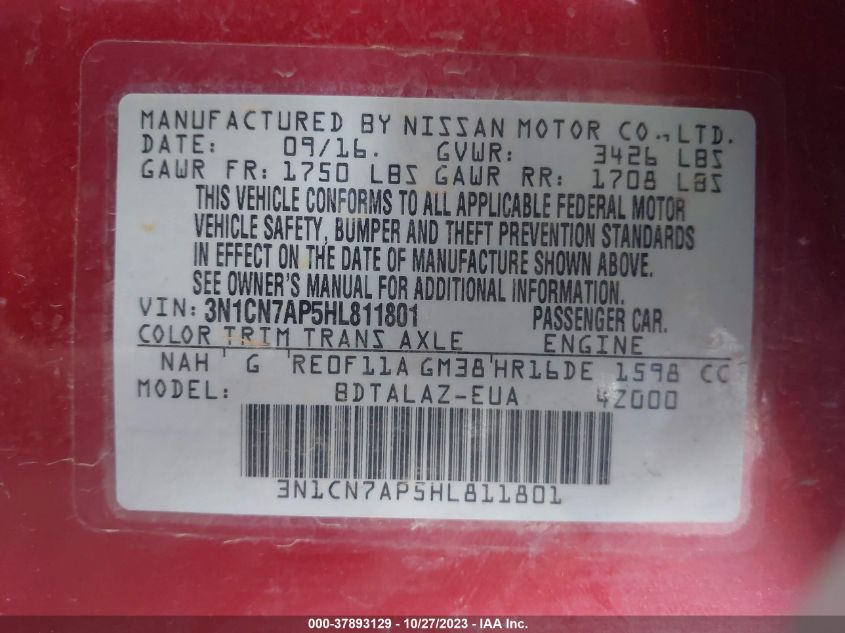 MANUFACTURED BY NISSAN MOTOR CO.,LTD.
DATE: 09/16. GVWR: 3426 LBS
GAWR FR: 1750 LBS GAWR RR: 1708 LBS
THIS VEHICLE CONFORMS TO ALL APPLICABLE FEDERAL MOTOR
VEHICLE SAFETY, BUMPER AND THEFT PREVENTION STANDARDS
IN EFFECT ON THE DATE OF MANUFACTURE SHOWN ABOVE.
SEE OWNER'S MANUAL FOR ADDITIONAL INFORMATION.
VIN: 3N1CN7AP5HL811801 PASSENGER CAR.
COLOR TRIM TRANS AXLE ENGINE
NAH G RE0F11A GM38 HR16DE 1598 CC
MODEL: BDTALAZ-EUA 4Z000
3N1CN7AP5HL811801
000-37893129 - 10/27/2023 - IAA Inc.